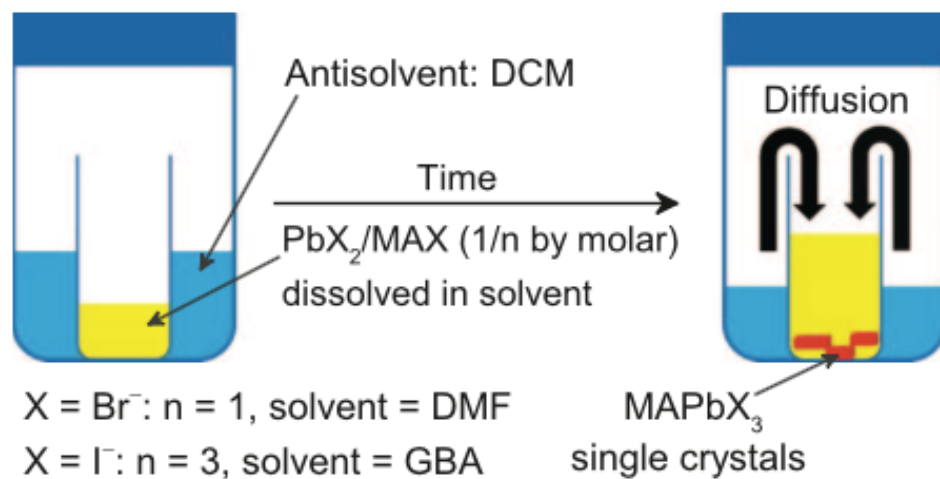 Antisolvent: DCM
Diffusion
Time
PbX₂/MAX (1/n by molar)
dissolved in solvent
X = Br⁻: n = 1, solvent = DMF
X = I⁻: n = 3, solvent = GBA
MAPbX₃
single crystals